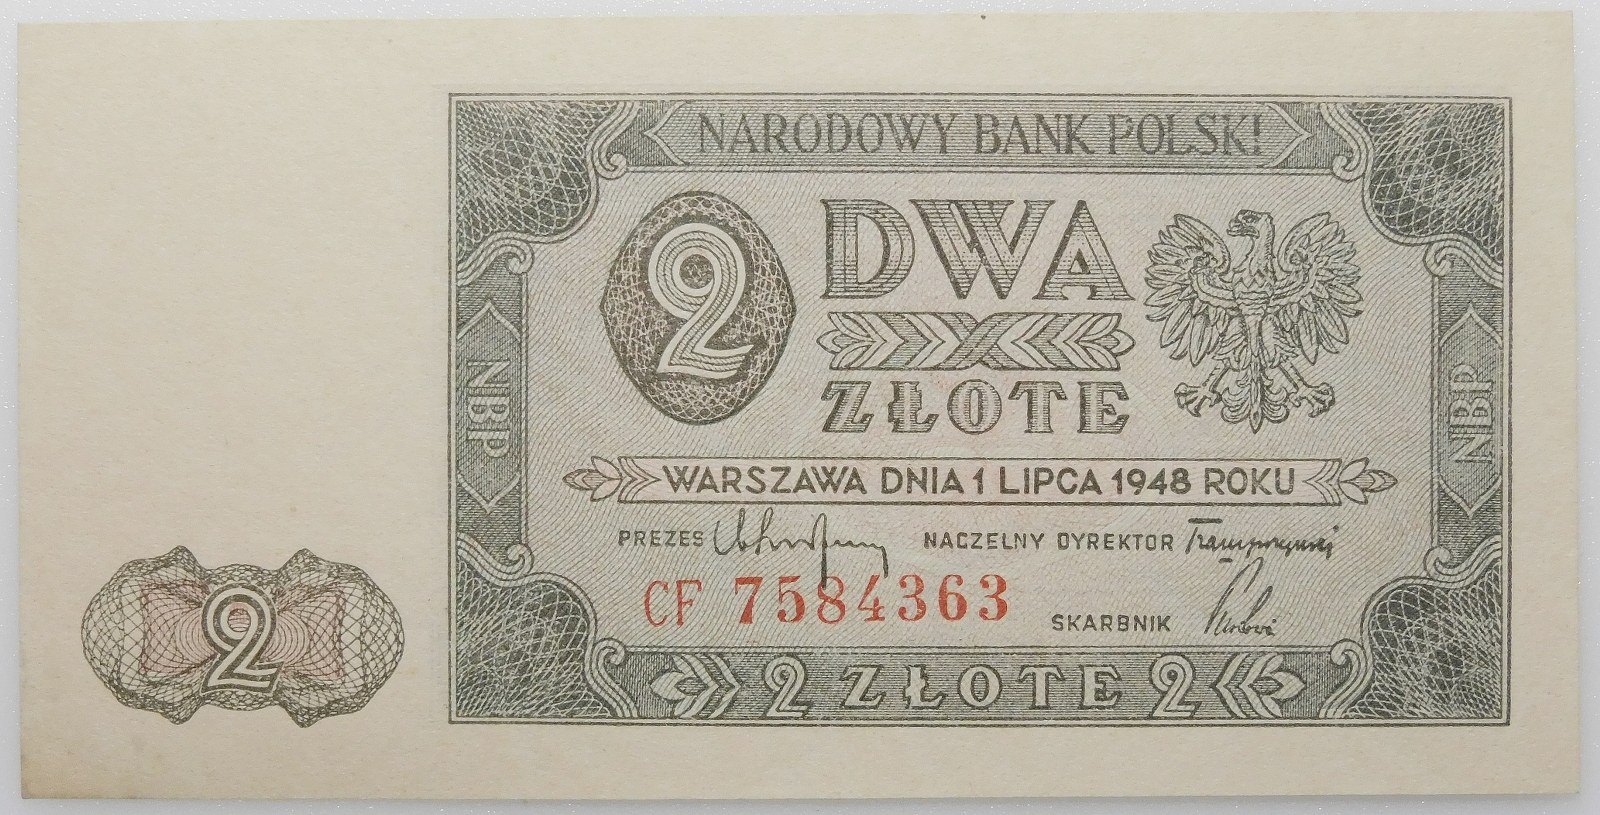 NARODOWY BANK POLSKI
2
DWA
ZŁOTE
NBP
NBP
WARSZAWA DNIA 1 LIPCA 1948 ROKU
PREZES NACZELNY DYREKTOR
CF 7584363
SKARBNIK
2
2 ZŁOTE 2